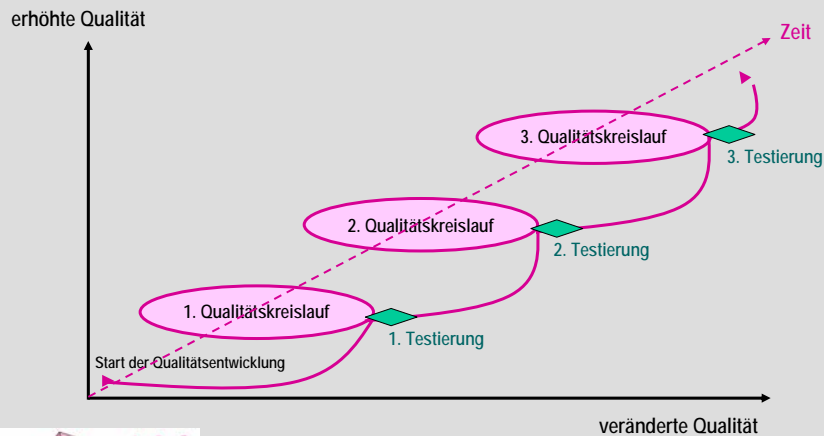 erhöhte Qualität
Zeit
3. Qualitätskreislauf
3. Testierung
2. Qualitätskreislauf
2. Testierung
1. Qualitätskreislauf
1. Testierung
Start der Qualitätsentwicklung
veränderte Qualität